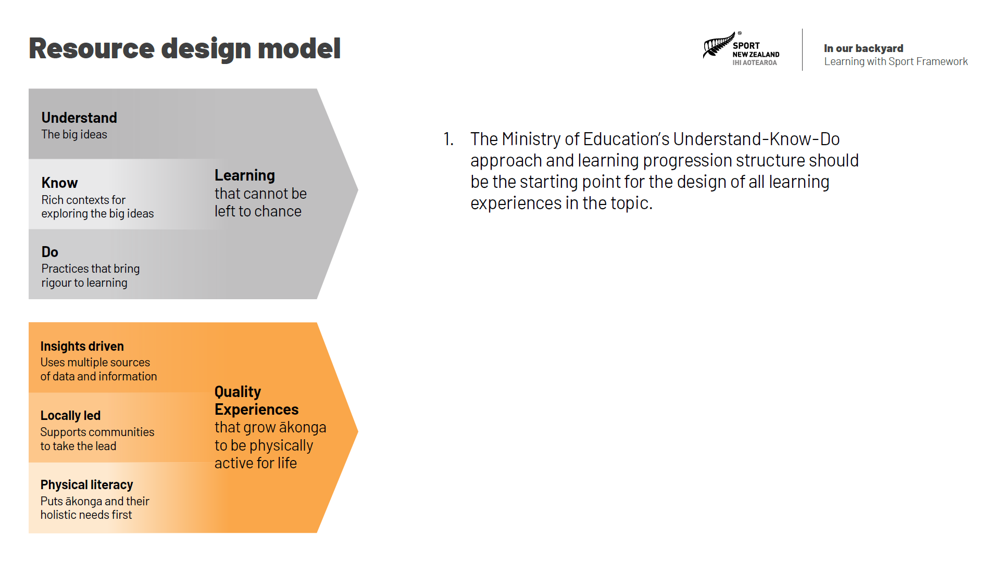 Resource design model
SPORT
NEW ZEALAND
IHI AOTEAROA
In our backyard
Learning with Sport Framework
Understand
The big ideas
Know
Rich contexts for
exploring the big ideas
Do
Practices that bring
rigour to learning
Learning
that cannot be
left to chance
1. The Ministry of Education’s Understand-Know-Do
approach and learning progression structure should
be the starting point for the design of all learning
experiences in the topic.
Insights driven
Uses multiple sources
of data and information
Locally led
Supports communities
to take the lead
Physical literacy
Puts ākonga and their
holistic needs first
Quality
Experiences
that grow ākonga
to be physically
active for life